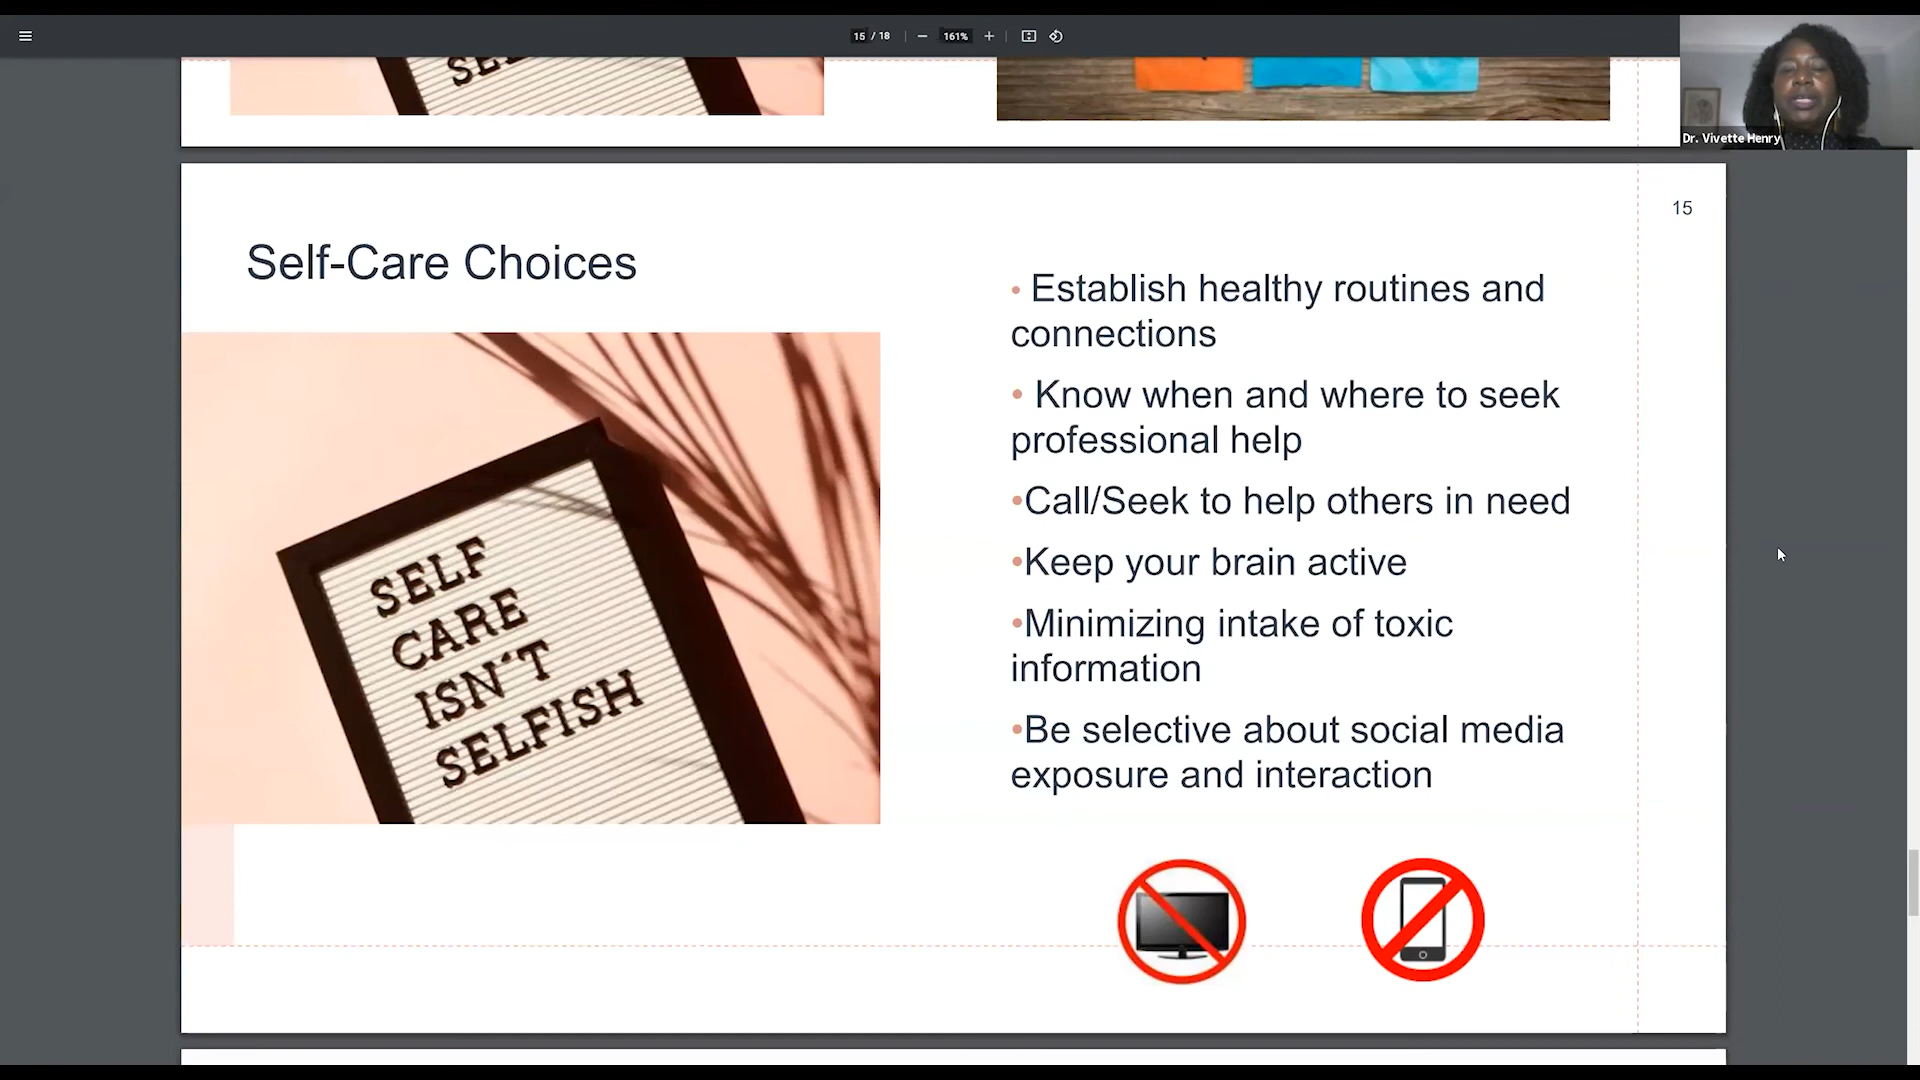 15 / 18
161%
Dr. Vivette Henry
15
Self-Care Choices
• Establish healthy routines and
connections
• Know when and where to seek
professional help
•Call/Seek to help others in need
•Keep your brain active
•Minimizing intake of toxic
information
•Be selective about social media
exposure and interaction
SELF
CARE
ISN´T
SELFISH